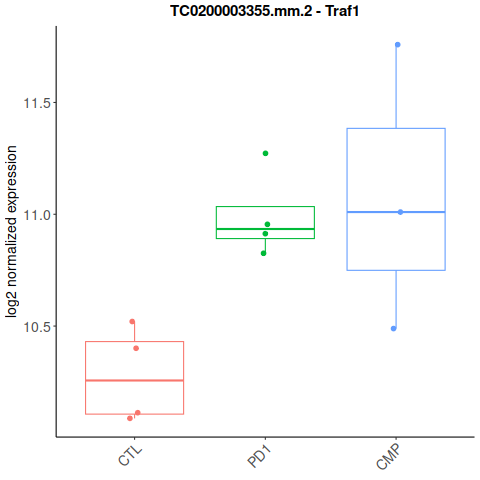 TC0200003355.mm.2 - Traf1
log2 normalized expression
11.5
11.0
10.5
CTL
PD1
CMP